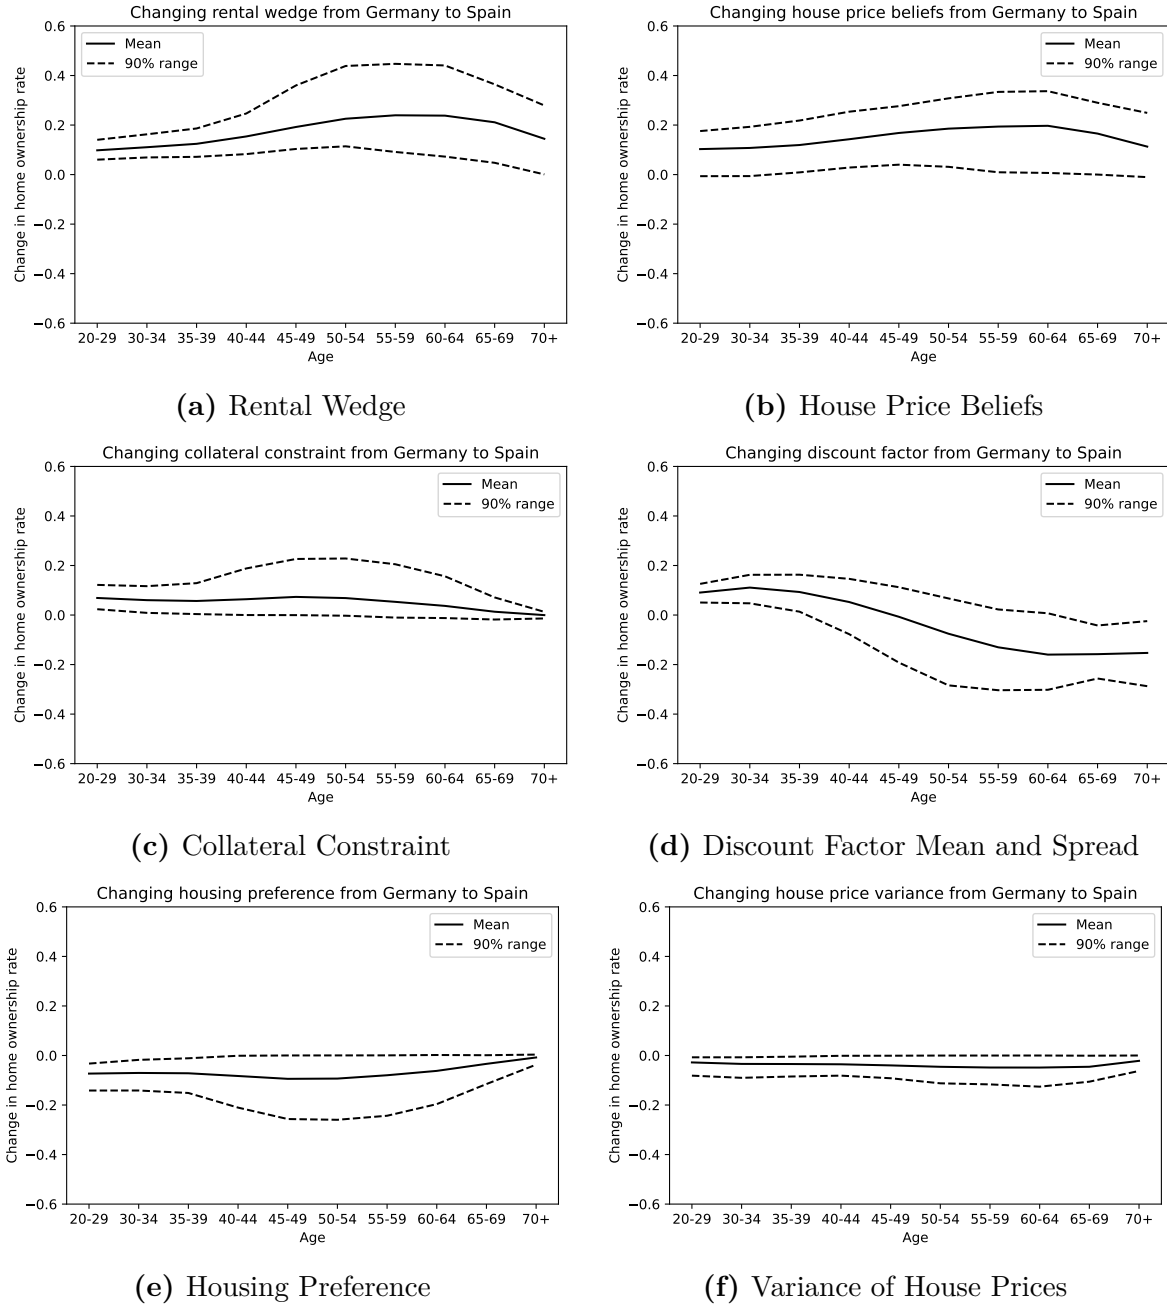 Changing rental wedge from Germany to Spain
Change in home ownership rate
0.6
0.4
0.2
0.0
−0.2
−0.4
−0.6
Mean
90% range
20-29 30-34 35-39 40-44 45-49 50-54 55-59 60-64 65-69 70+
Age
(a) Rental Wedge
Changing house price beliefs from Germany to Spain
Change in home ownership rate
0.6
0.4
0.2
0.0
−0.2
−0.4
−0.6
Mean
90% range
20-29 30-34 35-39 40-44 45-49 50-54 55-59 60-64 65-69 70+
Age
(b) House Price Beliefs
Changing collateral constraint from Germany to Spain
Change in home ownership rate
0.6
0.4
0.2
0.0
−0.2
−0.4
−0.6
Mean
90% range
20-29 30-34 35-39 40-44 45-49 50-54 55-59 60-64 65-69 70+
Age
(c) Collateral Constraint
Changing discount factor from Germany to Spain
Change in home ownership rate
0.6
0.4
0.2
0.0
−0.2
−0.4
−0.6
Mean
90% range
20-29 30-34 35-39 40-44 45-49 50-54 55-59 60-64 65-69 70+
Age
(d) Discount Factor Mean and Spread
Changing housing preference from Germany to Spain
Change in home ownership rate
0.6
0.4
0.2
0.0
−0.2
−0.4
−0.6
Mean
90% range
20-29 30-34 35-39 40-44 45-49 50-54 55-59 60-64 65-69 70+
Age
(e) Housing Preference
Changing house price variance from Germany to Spain
Change in home ownership rate
0.6
0.4
0.2
0.0
−0.2
−0.4
−0.6
Mean
90% range
20-29 30-34 35-39 40-44 45-49 50-54 55-59 60-64 65-69 70+
Age
(f) Variance of House Prices